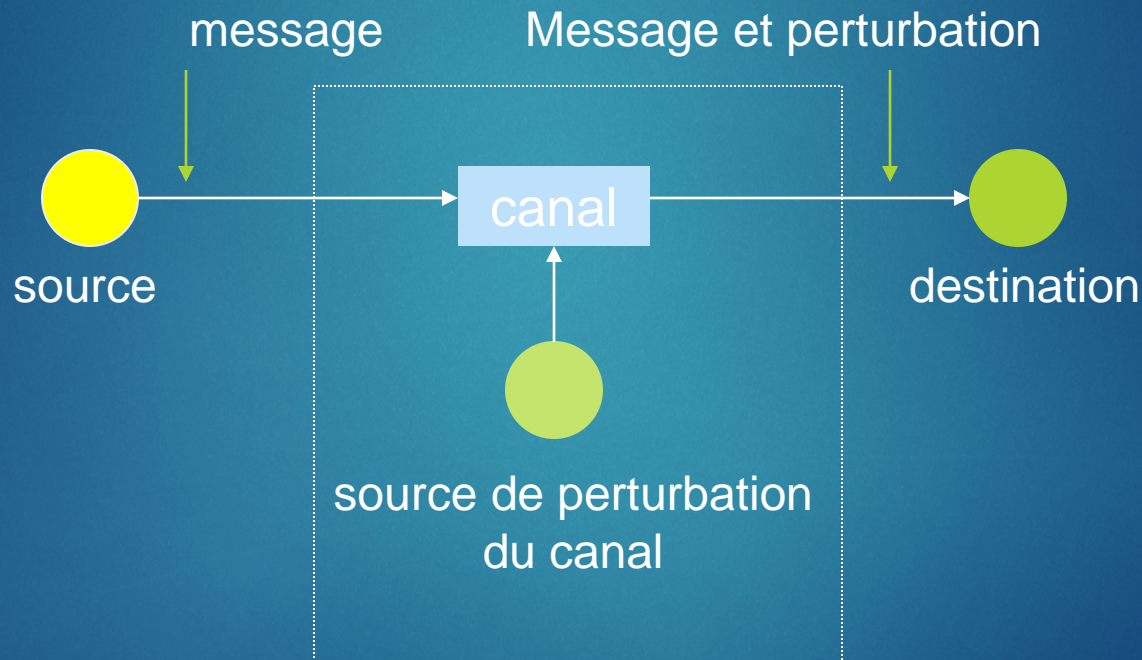 message
Message et perturbation
canal
source
destination
source de perturbation
du canal